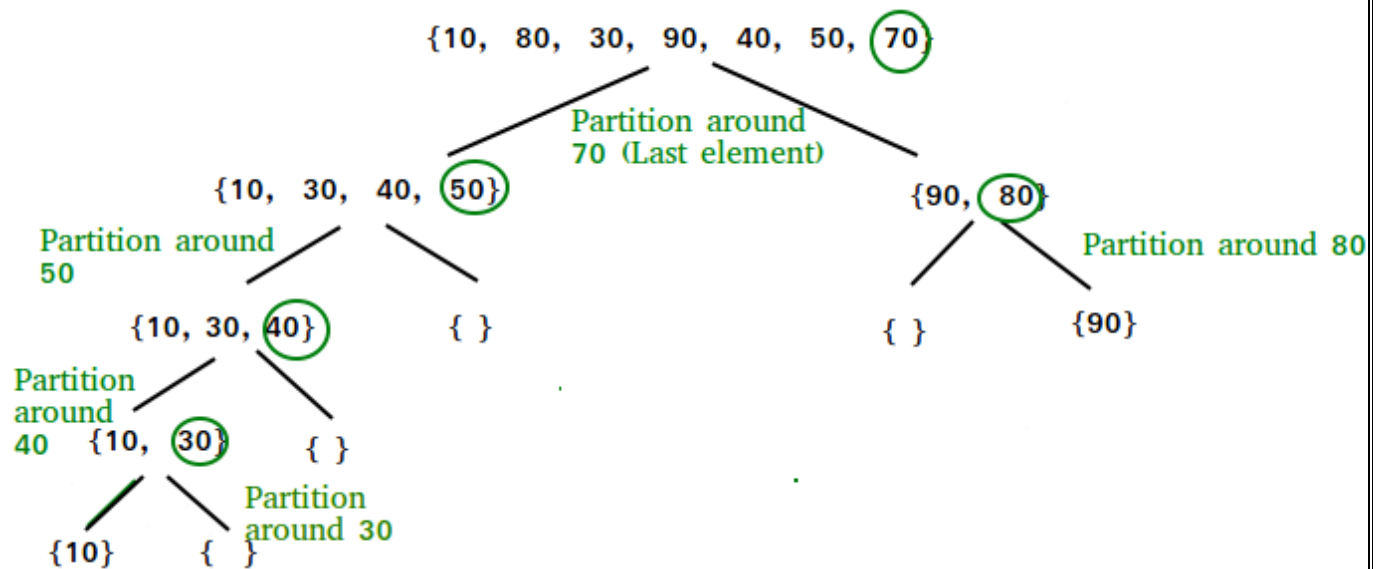 {10, 80, 30, 90, 40, 50, 70}
Partition around
70 (Last element)
{10, 30, 40, 50}
{90, 80}
Partition around
50
Partition around 80
{10, 30, 40}
{ }
{ }
{90}
Partition
around
40
{10, 30}
{ }
Partition
around 30
{10}
{ }